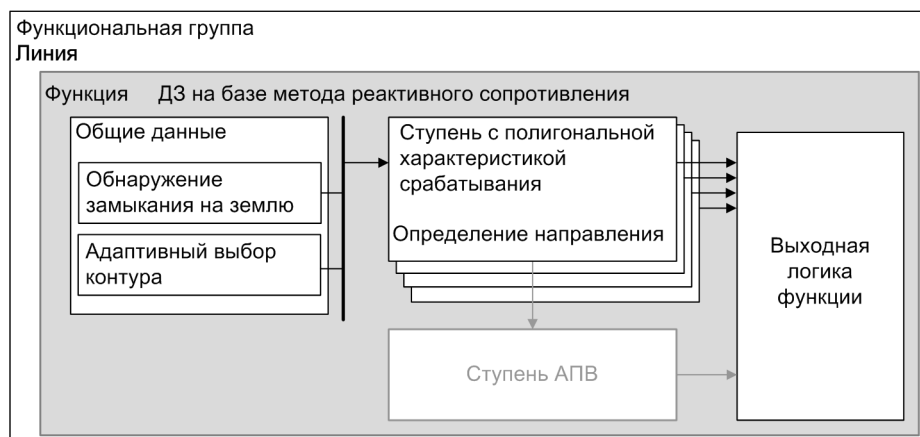 Функциональная группа
Линия
Функция ДЗ на базе метода реактивного сопротивления
Общие данные
Обнаружение
замыкания на землю
Адаптивный выбор
контура
Ступень с полигональной
характеристикой
срабатывания
Определение направления
Ступень АПВ
Выходная
логика
функции